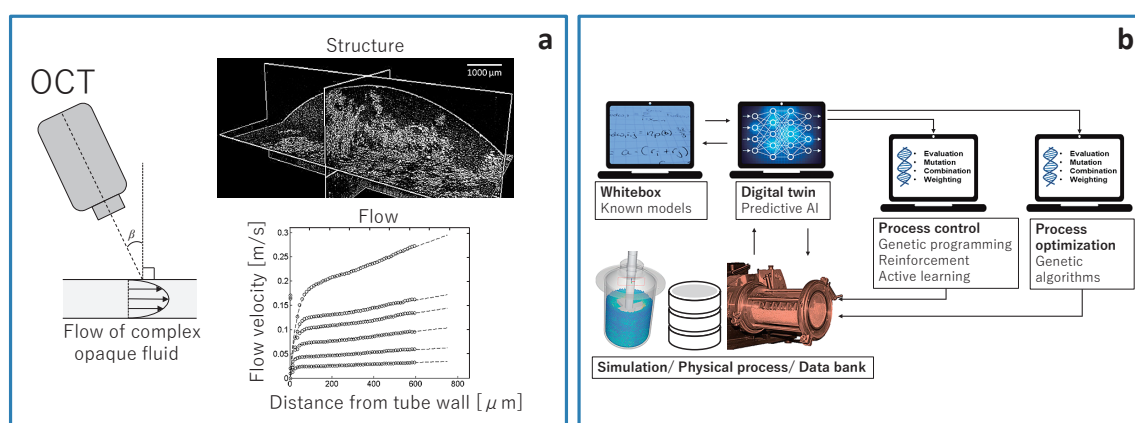 a
Structure
1000 μm
OCT
β
Flow of complex
opaque fluid
Flow
Flow velocity [m/s]
0.3
0.25
0.2
0.15
0.1
0.05
0
0
200
400
600
800
Distance from tube wall [ μ m]
b
Whitebox
Known models
Digital twin
Predictive AI
• Evaluation
• Mutation
• Combination
• Weighting
Process control
Genetic programming
Reinforcement
Active learning
• Evaluation
• Mutation
• Combination
• Weighting
Process
optimization
Genetic
algorithms
Simulation/ Physical process/ Data bank